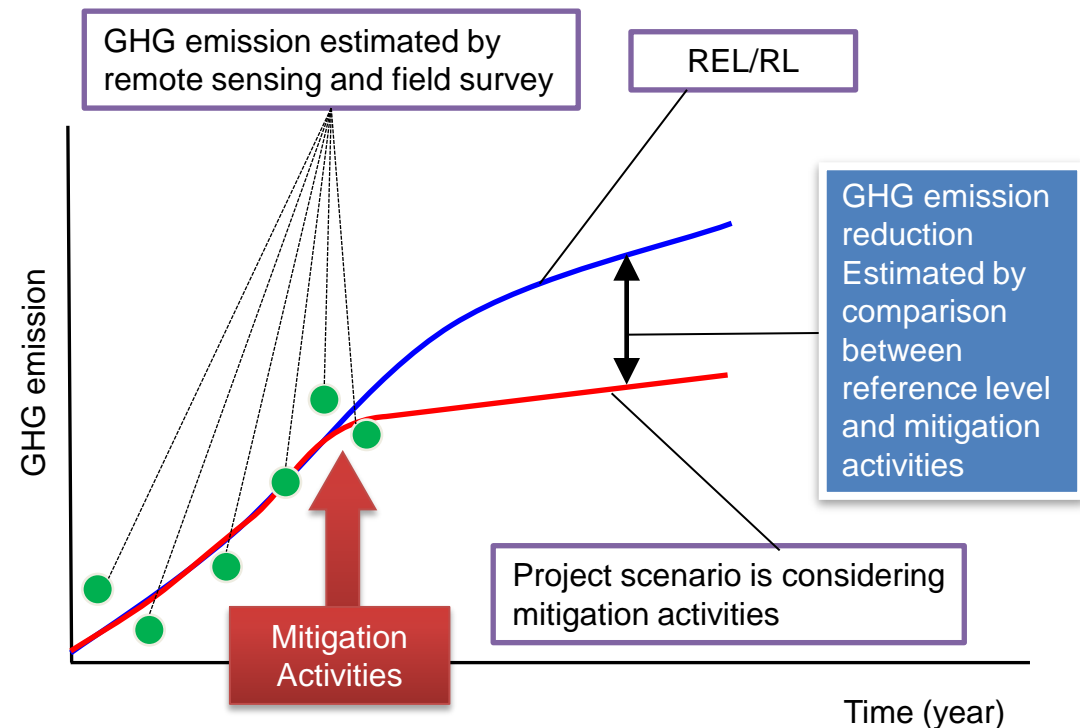 GHG emission estimated by
remote sensing and field survey
REL/RL
GHG emission
reduction
Estimated by
comparison
between
reference level
and mitigation
activities
GHG emission
Project scenario is considering
mitigation activities
Mitigation
Activities
Time (year)